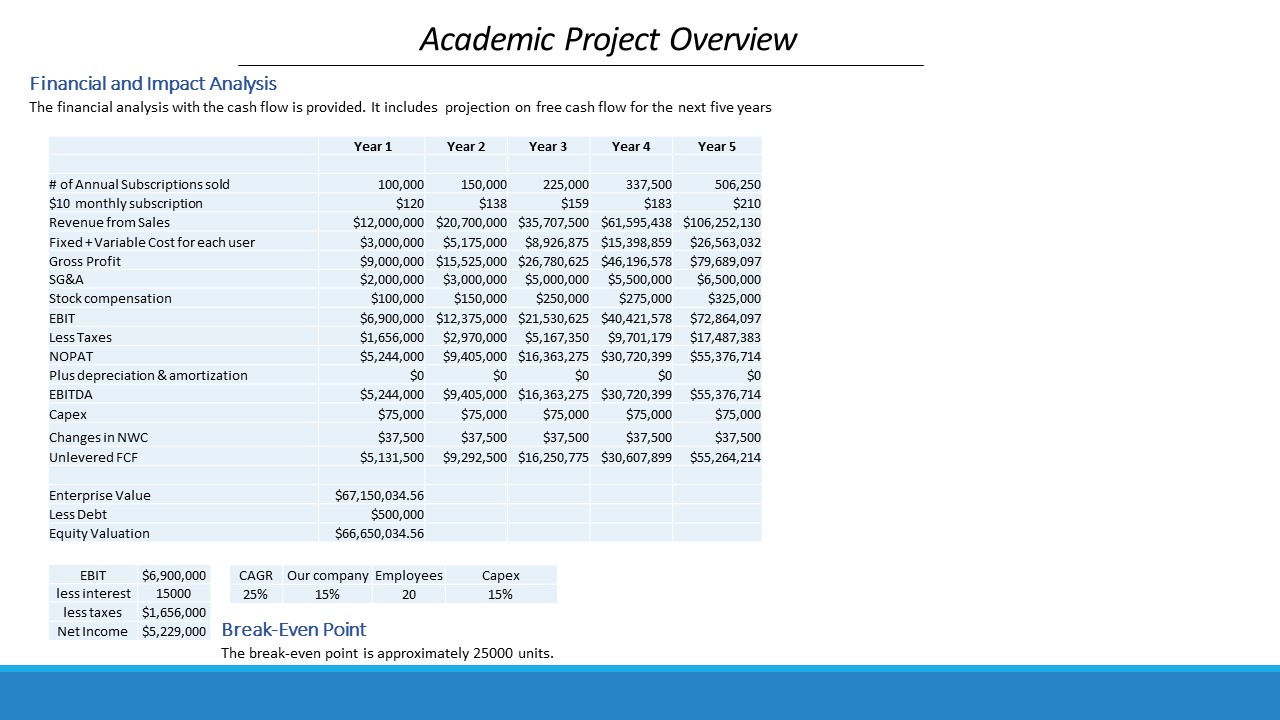 Academic Project Overview
Financial and Impact Analysis
The financial analysis with the cash flow is provided. It includes projection on free cash flow for the next five years
Year 1 Year 2 Year 3 Year 4 Year 5
# of Annual Subscriptions sold 100,000 150,000 225,000 337,500 506,250
$10 monthly subscription $120 $138 $159 $183 $210
Revenue from Sales $12,000,000 $20,700,000 $35,707,500 $61,595,438 $106,252,130
Fixed + Variable Cost for each user $3,000,000 $5,175,000 $8,926,875 $15,398,859 $26,563,032
Gross Profit $9,000,000 $15,525,000 $26,780,625 $46,196,578 $79,689,097
SG&A $2,000,000 $3,000,000 $5,000,000 $5,500,000 $6,500,000
Stock compensation $100,000 $150,000 $250,000 $275,000 $325,000
EBIT $6,900,000 $12,375,000 $21,530,625 $40,421,578 $72,864,097
Less Taxes $1,656,000 $2,970,000 $5,167,350 $9,701,179 $17,487,383
NOPAT $5,244,000 $9,405,000 $16,363,275 $30,720,399 $55,376,714
Plus depreciation & amortization $0 $0 $0 $0 $0
EBITDA $5,244,000 $9,405,000 $16,363,275 $30,720,399 $55,376,714
Capex $75,000 $75,000 $75,000 $75,000 $75,000
Changes in NWC $37,500 $37,500 $37,500 $37,500 $37,500
Unlevered FCF $5,131,500 $9,292,500 $16,250,775 $30,607,899 $55,264,214
Enterprise Value $67,150,034.56
Less Debt $500,000
Equity Valuation $66,650,034.56
EBIT $6,900,000
less interest 15000
less taxes $1,656,000
Net Income $5,229,000
CAGR Our company Employees Capex
25% 15% 20 15%
Break-Even Point
The break-even point is approximately 25000 units.